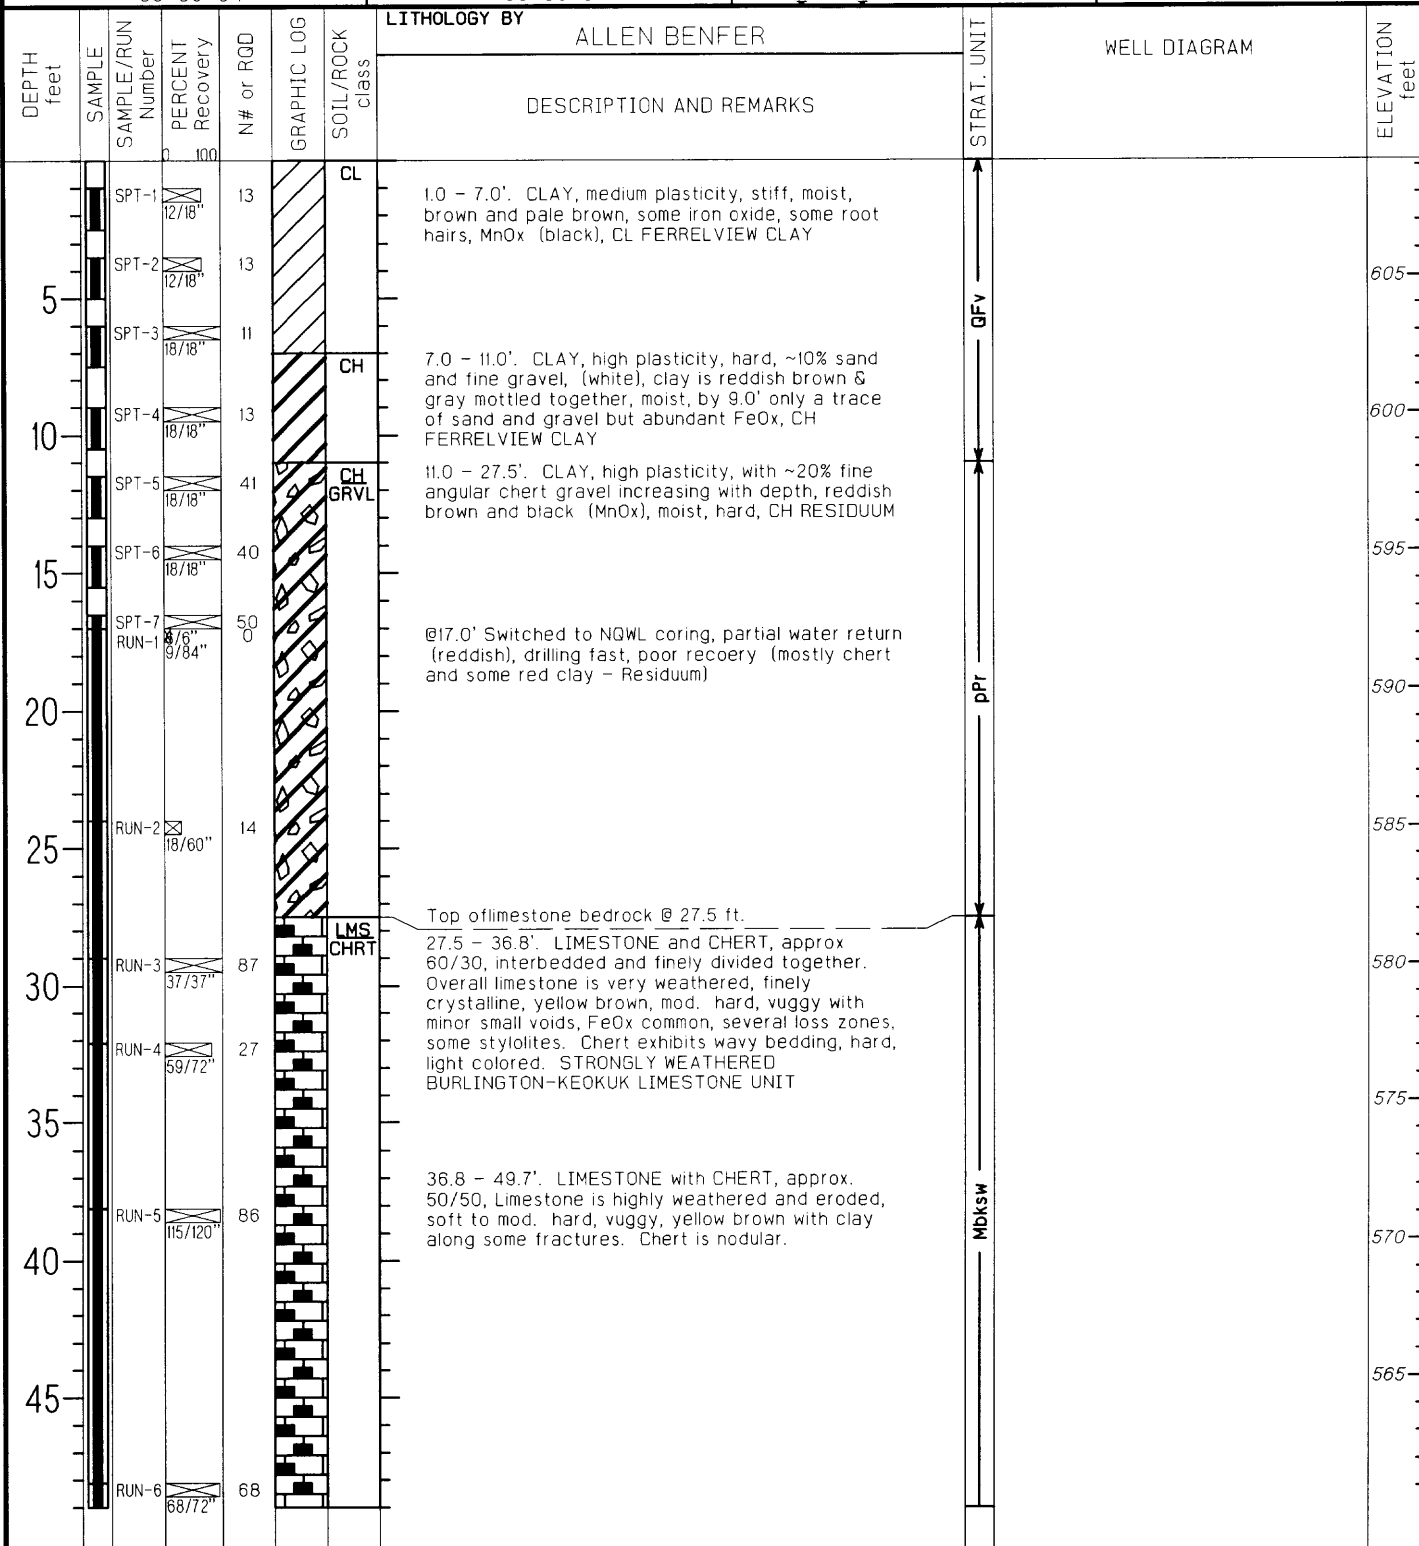 LITHOLOGY BY
ALLEN BENFER
DEPTH feet
SAMPLE
SAMPLE/RUN Number
PERCENT Recovery
0 100
N# or RQD
GRAPHIC LOG
SOIL/ROCK class
DESCRIPTION AND REMARKS
STRAT. UNIT
WELL DIAGRAM
ELEVATION feet
CL
SPT-1 12/18" 13
1.0 - 7.0'. CLAY, medium plasticity, stiff, moist,
brown and pale brown, some iron oxide, some root
hairs, MnOx (black), CL FERRELVIEW CLAY
SPT-2 12/18" 13
605
5
QFv
SPT-3 18/18" 11
CH
7.0 - 11.0'. CLAY, high plasticity, hard, ~10% sand
and fine gravel, (white), clay is reddish brown &
gray mottled together, moist, by 9.0' only a trace
of sand and gravel but abundant FeOx, CH
FERRELVIEW CLAY
SPT-4 18/18" 13
600
10
CH
GRVL
11.0 - 27.5'. CLAY, high plasticity, with ~20% fine
angular chert gravel increasing with depth, reddish
brown and black (MnOx), moist, hard, CH RESIDUUM
SPT-5 18/18" 41
SPT-6 18/18" 40
595
15
SPT-7 /6" 50
RUN-1 9/84" 0
@17.0' Switched to NQWL coring, partial water return
(reddish), drilling fast, poor recoery (mostly chert
and some red clay - Residuum)
590
pPr
20
RUN-2 18/60" 14
585
25
Top oflimestone bedrock @ 27.5 ft.
LMS
CHRT
27.5 - 36.8'. LIMESTONE and CHERT, approx
60/30, interbedded and finely divided together.
Overall limestone is very weathered, finely
crystalline, yellow brown, mod. hard, vuggy with
minor small voids, FeOx common, several loss zones,
some stylolites. Chert exhibits wavy bedding, hard,
light colored. STRONGLY WEATHERED
BURLINGTON-KEOKUK LIMESTONE UNIT
RUN-3 37/37" 87
580
30
RUN-4 59/72" 27
575
35
36.8 - 49.7'. LIMESTONE with CHERT, approx.
50/50, Limestone is highly weathered and eroded,
soft to mod. hard, vuggy, yellow brown with clay
along some fractures. Chert is nodular.
Mbksw
RUN-5 115/120" 86
570
40
565
45
RUN-6 68/72" 68